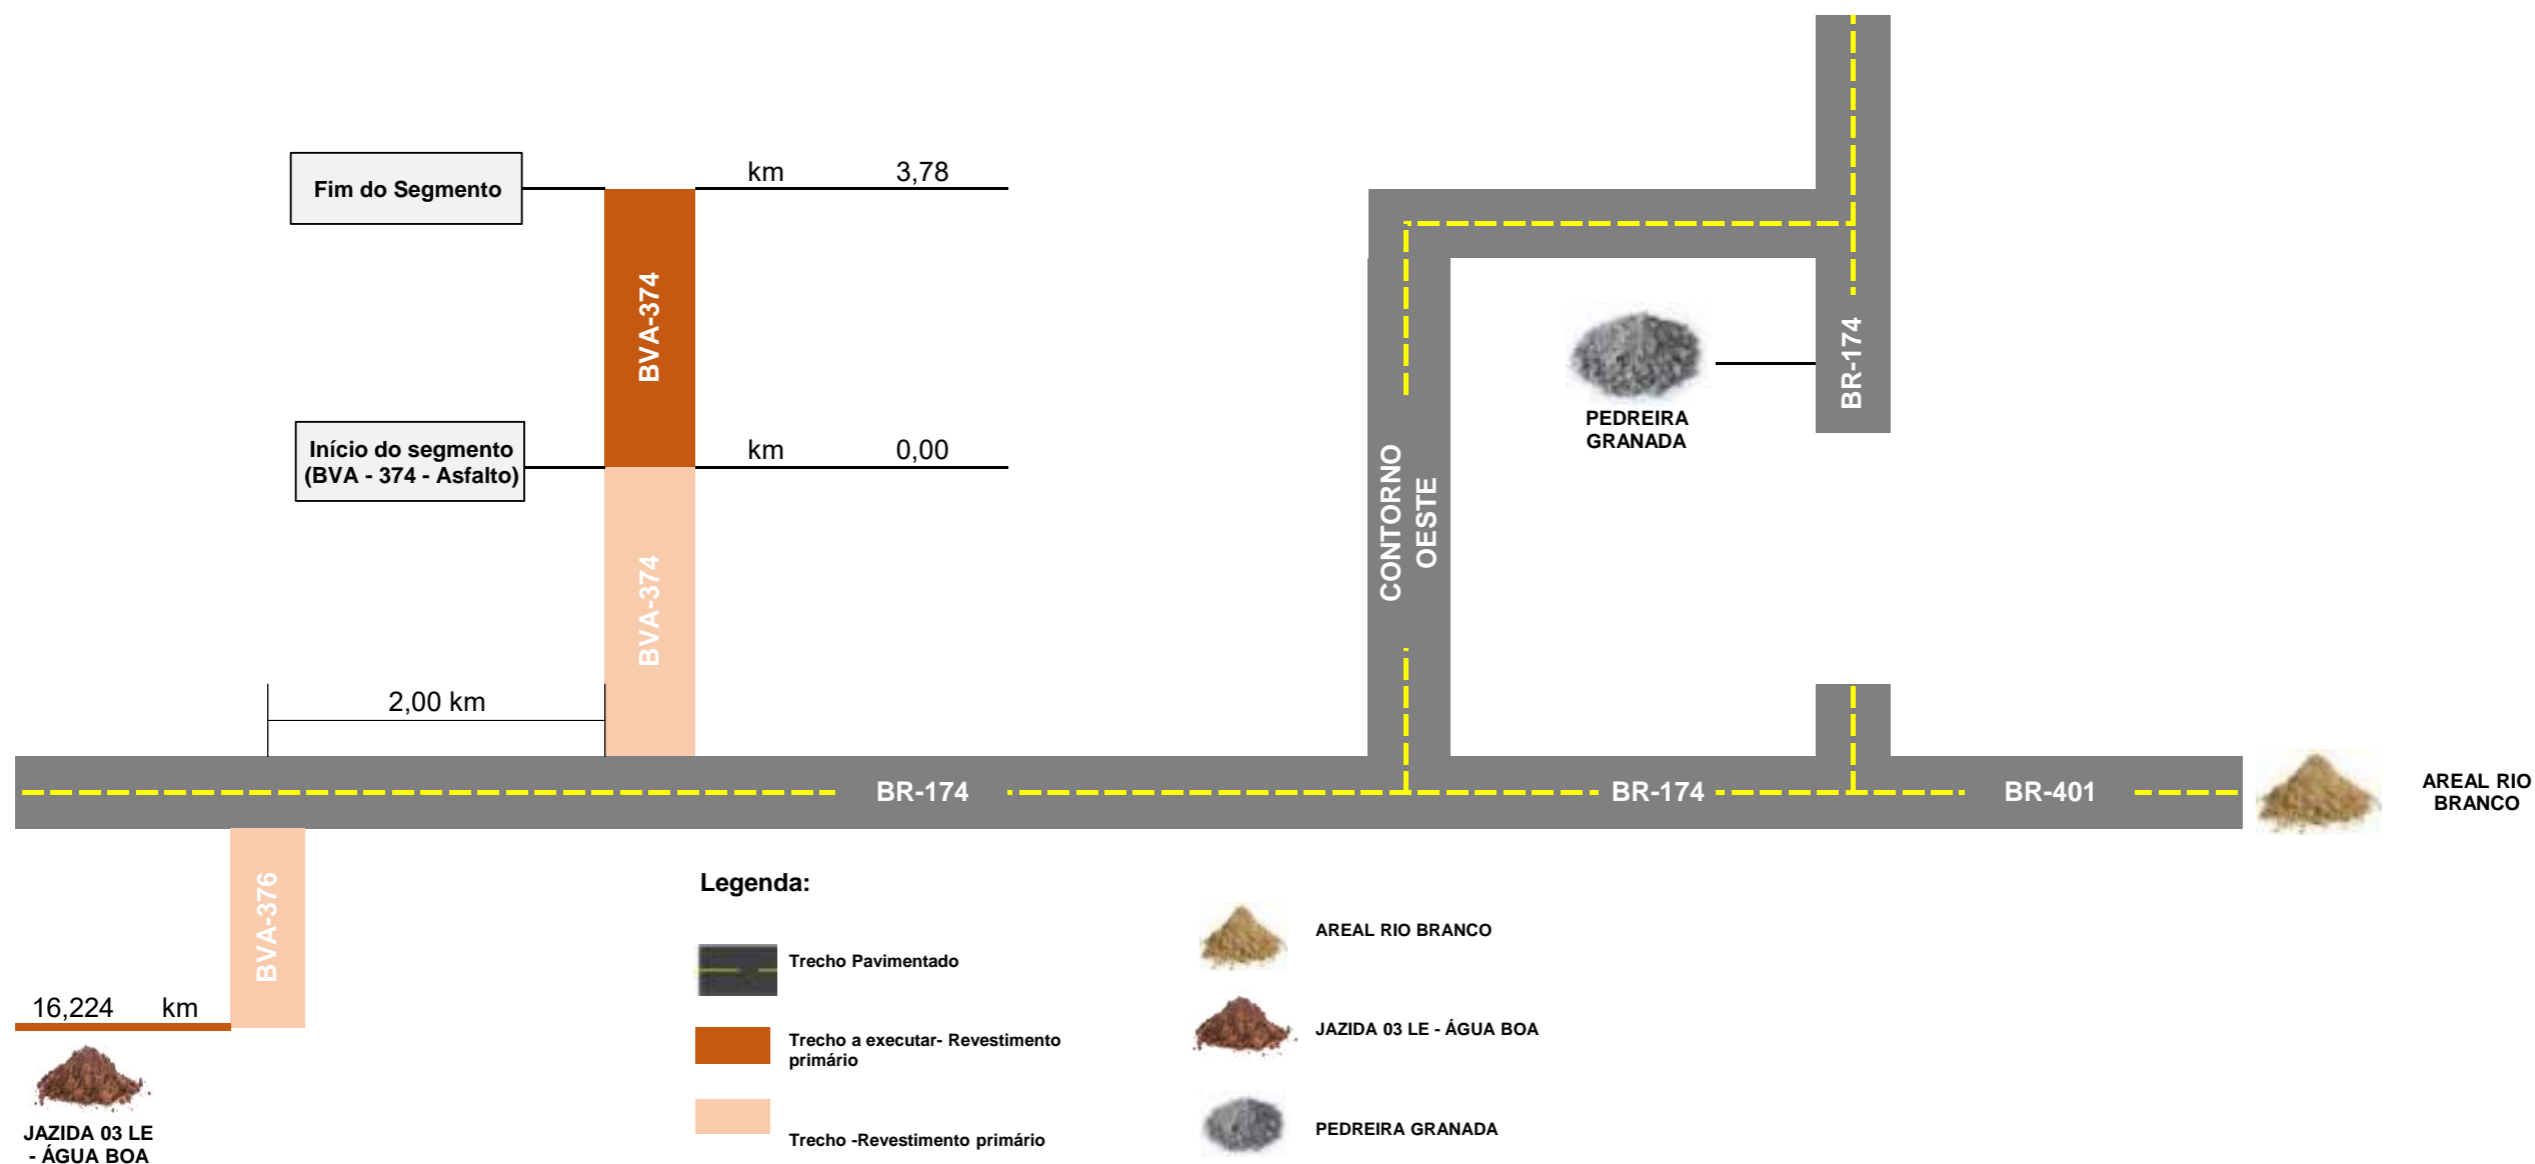 km 3,78
Fim do Segmento
BVA-374
BR-174
PEDREIRA
GRANADA
Início do segmento
(BVA - 374 - Asfalto)
km 0,00
CONTORNO
OESTE
BVA-374
2,00 km
BR-174
BR-174
BR-401
AREAL RIO
BRANCO
BVA-376
16,224 km
JAZIDA 03 LE
- ÁGUA BOA
Legenda:
Trecho Pavimentado
Trecho a executar- Revestimento
primário
Trecho -Revestimento primário
AREAL RIO BRANCO
JAZIDA 03 LE - ÁGUA BOA
PEDREIRA GRANADA